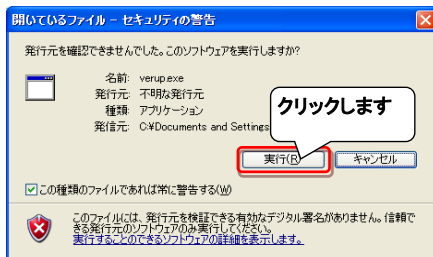 開いているファイル - セキュリティの警告
発行元を確認できませんでした。このソフトウェアを実行しますか?
名前: verup.exe
発行元: 不明な発行元
種類: アプリケーション
発信元: C:¥Documents and Settings
クリックします
実行(R)
キャンセル
この種類のファイルであれば常に警告する(W)
このファイルには、発行元を検証できる有効なデジタル署名がありません。信頼で
きる発行元のソフトウェアのみ実行してください。
実行することのできるソフトウェアの詳細を表示します。